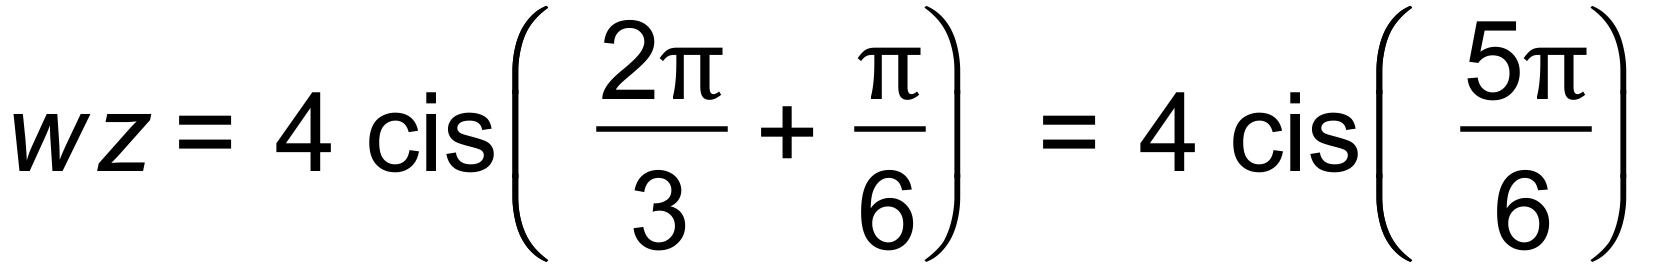 wz = 4 cis(2π/3 + π/6) = 4 cis(5π/6)